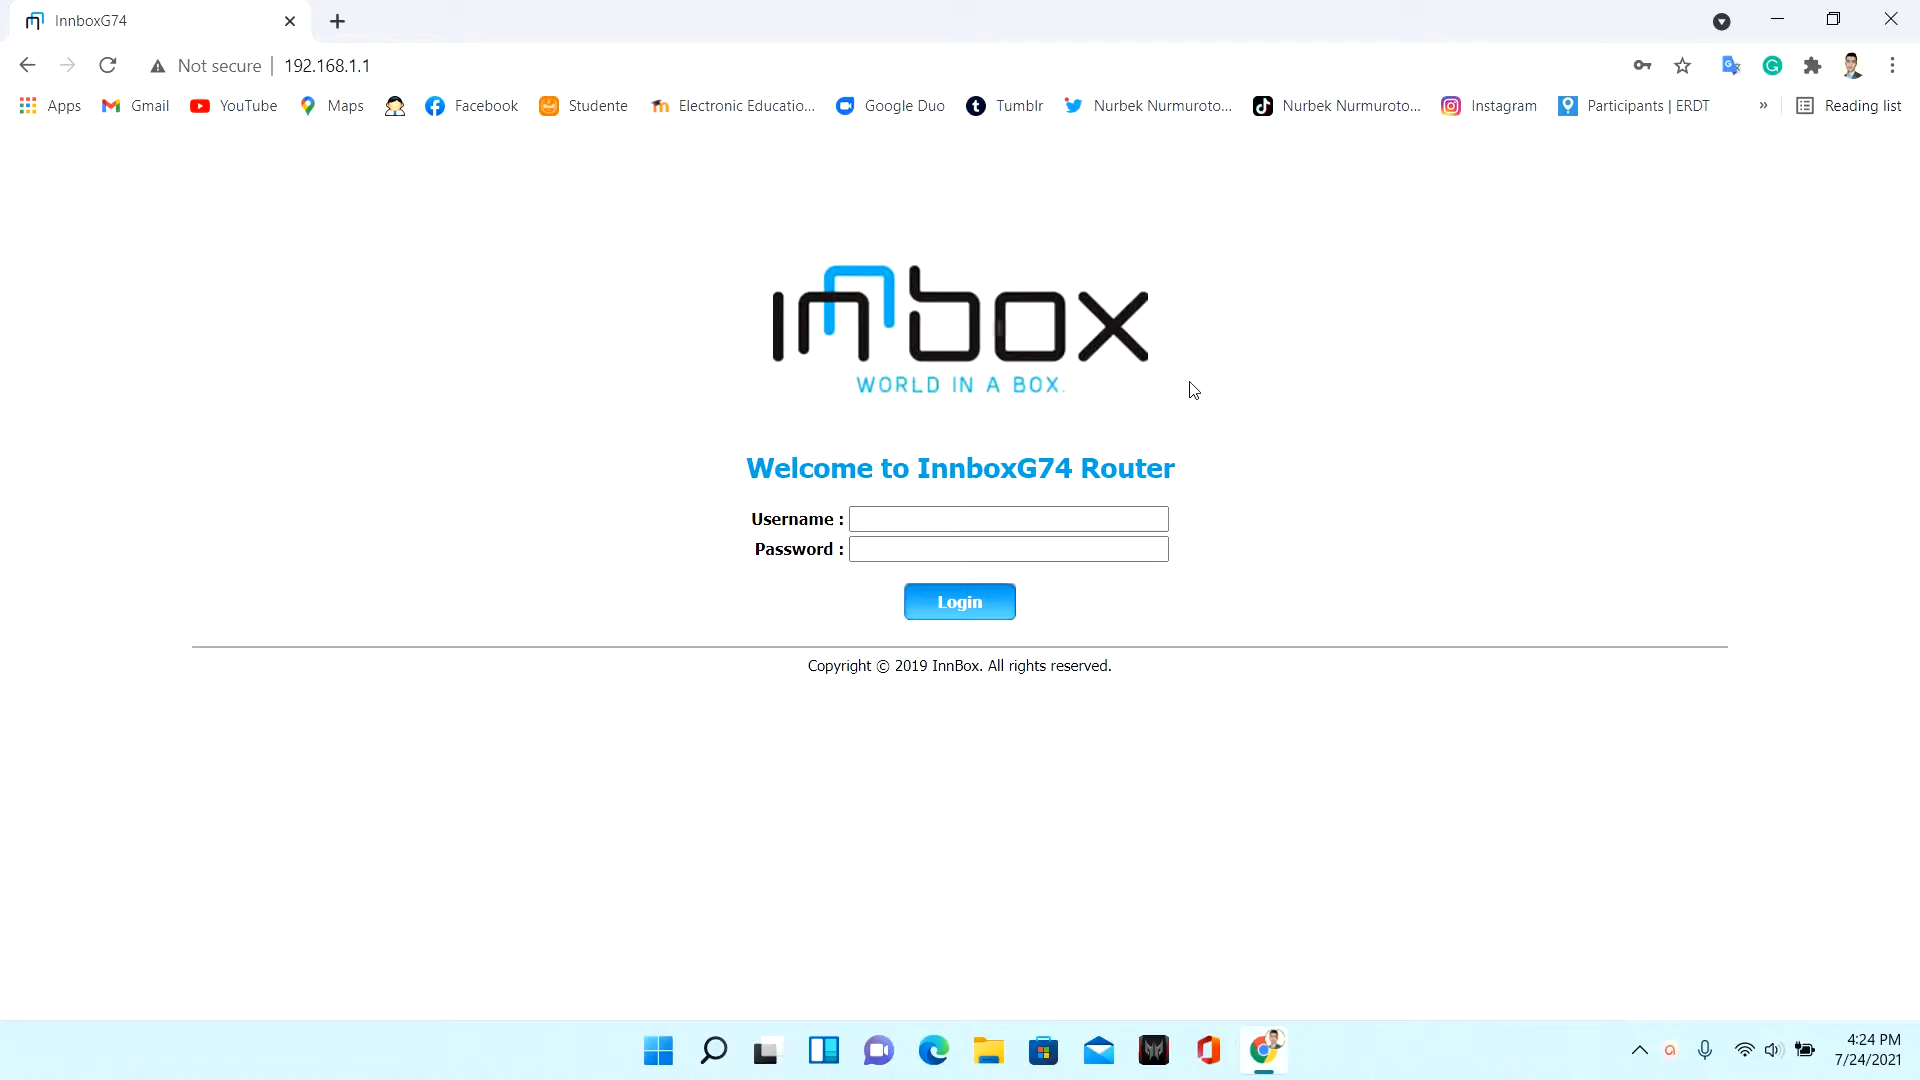 InnboxG74
Not secure 192.168.1.1
Apps Gmail YouTube Maps Facebook Studente Electronic Educatio... Google Duo Tumblr Nurbek Nurmuroto... Nurbek Nurmuroto... Instagram Participants | ERDT » Reading list
innbox
WORLD IN A BOX.
Welcome to InnboxG74 Router
Username :
Password :
Login
Copyright © 2019 InnBox. All rights reserved.
4:24 PM
7/24/2021